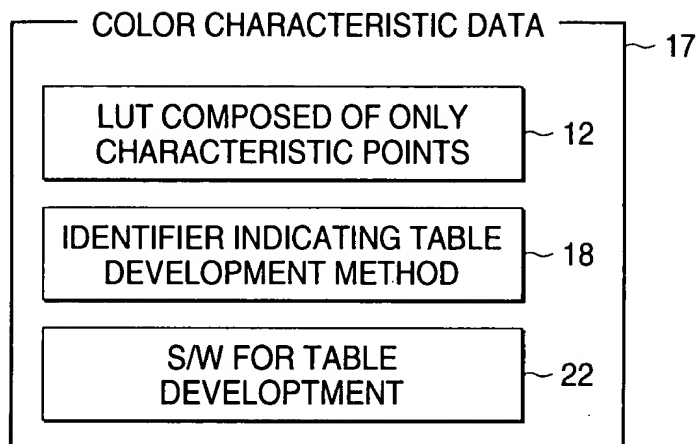 COLOR CHARACTERISTIC DATA
17
LUT COMPOSED OF ONLY
CHARACTERISTIC POINTS
12
IDENTIFIER INDICATING TABLE
DEVELOPMENT METHOD
18
S/W FOR TABLE
DEVELOPTMENT
22